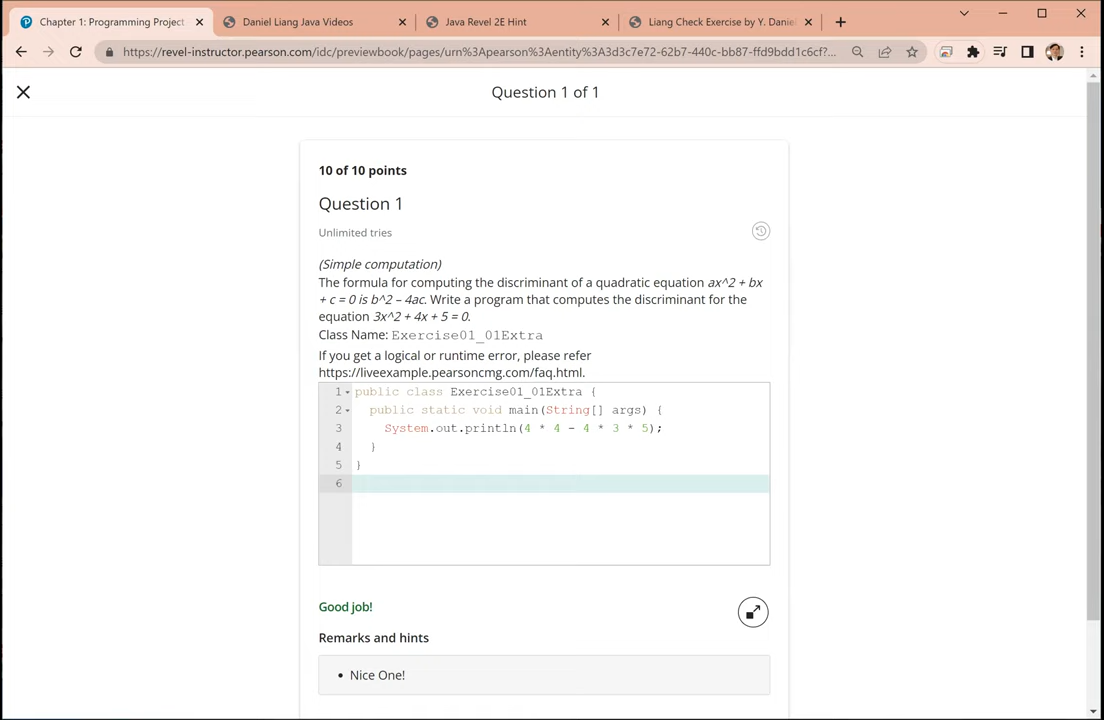 Chapter 1: Programming Project
Daniel Liang Java Videos
Java Revel 2E Hint
Liang Check Exercise by Y. Daniel
https://revel-instructor.pearson.com/idc/previewbook/pages/urn%3Apearson%3Aentity%3A3d3c7e72-62b7-440c-bb87-ffd9bdd1c6cf?...
Question 1 of 1
10 of 10 points
Question 1
Unlimited tries
(Simple computation)
The formula for computing the discriminant of a quadratic equation ax^2 + bx
+ c = 0 is b^2 – 4ac. Write a program that computes the discriminant for the
equation 3x^2 + 4x + 5 = 0.
Class Name: Exercise01_01Extra
If you get a logical or runtime error, please refer
https://liveexample.pearsoncmg.com/faq.html.
1 public class Exercise01_01Extra {
2 public static void main(String[] args) {
3 System.out.println(4 * 4 - 4 * 3 * 5);
4 }
5 }
6
Good job!
Remarks and hints
• Nice One!